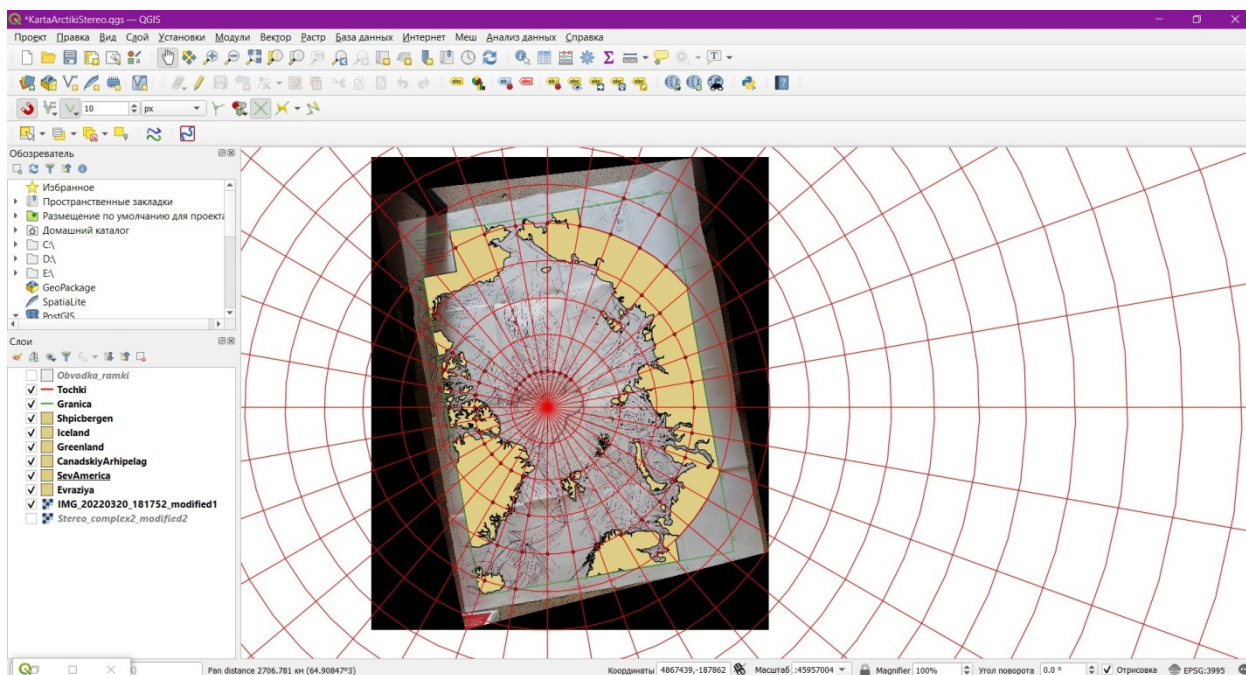 *KartaArctikiStereo.qgs — QGIS
Проект Правка Вид Слой Установки Модули Вектор Растр База данных Интернет Меш Анализ данных Справка
10 px
Обозреватель
Избранное
Пространственные закладки
Размещение по умолчанию для проекта
Домашний каталог
C:\
D:\
E:\
GeoPackage
SpatiaLite
PostGIS
Слои
Obvodka_ramki
Tochki
Granica
Shpicbergen
Iceland
Greenland
CanadskiyArhipelag
SevAmerica
Evraziya
IMG_20220320_181752_modified1
Stereo_complex2_modified2
Pan distance 2706.781 км (64.90847°3) Координаты 4867439,-187862 Масштаб :45957004 Magnifier 100% Угол поворота 0.0 ° Отрисовка EPSG:3995